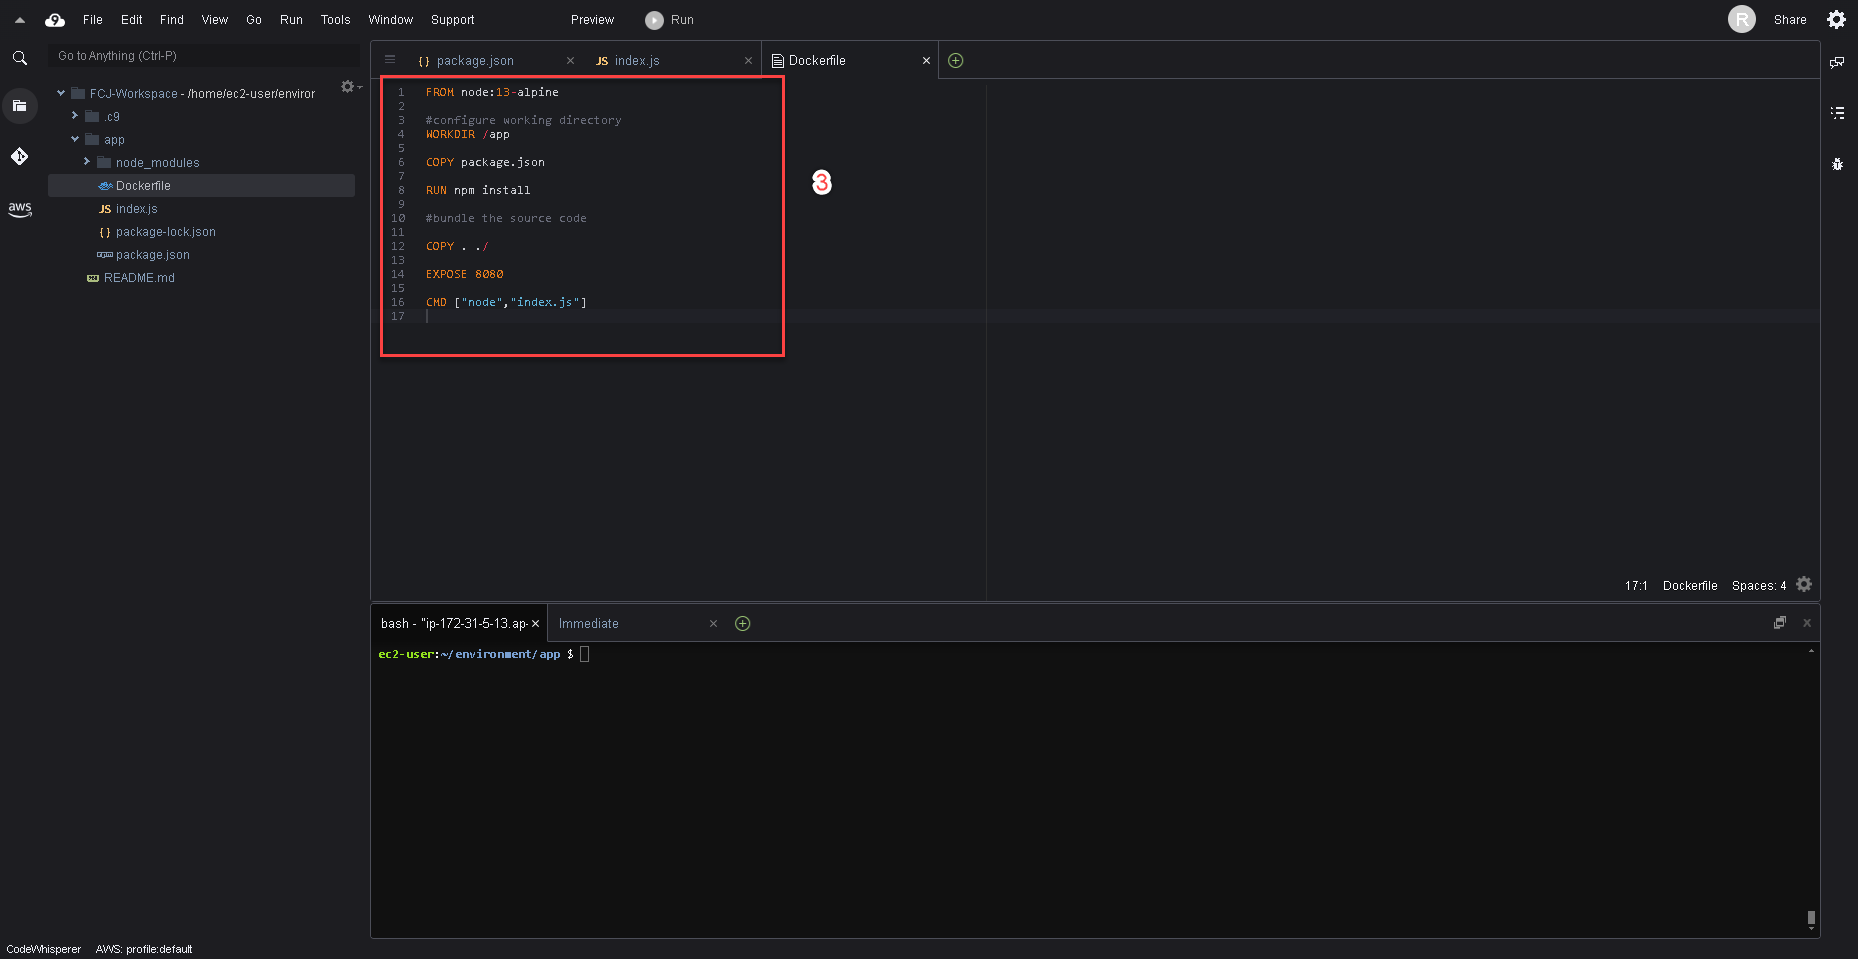 File Edit Find View Go Run Tools Window Support Preview Run R Share
Go to Anything (Ctrl-P)
{ } package.json JS index.js Dockerfile
FCJ-Workspace - /home/ec2-user/enviror
.c9
app
node_modules
Dockerfile
JS index.js
{ } package-lock.json
package.json
README.md
aws
1 FROM node:13-alpine
2
3 #configure working directory
4 WORKDIR /app
5
6 COPY package.json
7
8 RUN npm install
9
10 #bundle the source code
11
12 COPY . ./
13
14 EXPOSE 8080
15
16 CMD ["node","index.js"]
17
3
17:1 Dockerfile Spaces: 4
bash - "ip-172-31-5-13.ap- Immediate
ec2-user:~/environment/app $
CodeWhisperer AWS: profile:default